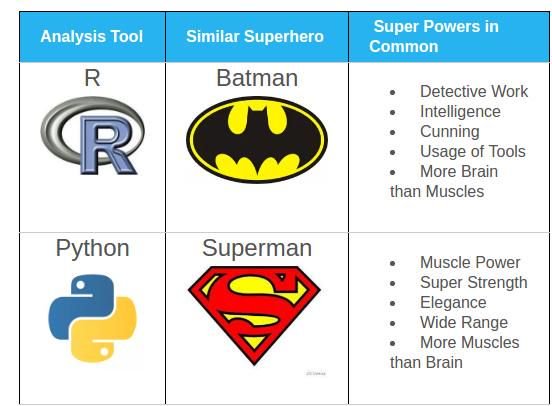 Analysis Tool
Similar Superhero
Super Powers in
Common
R
Batman
• Detective Work
• Intelligence
• Cunning
• Usage of Tools
• More Brain
than Muscles
R
Python
Superman
• Muscle Power
• Super Strength
• Elegance
• Wide Range
• More Muscles
than Brain
S